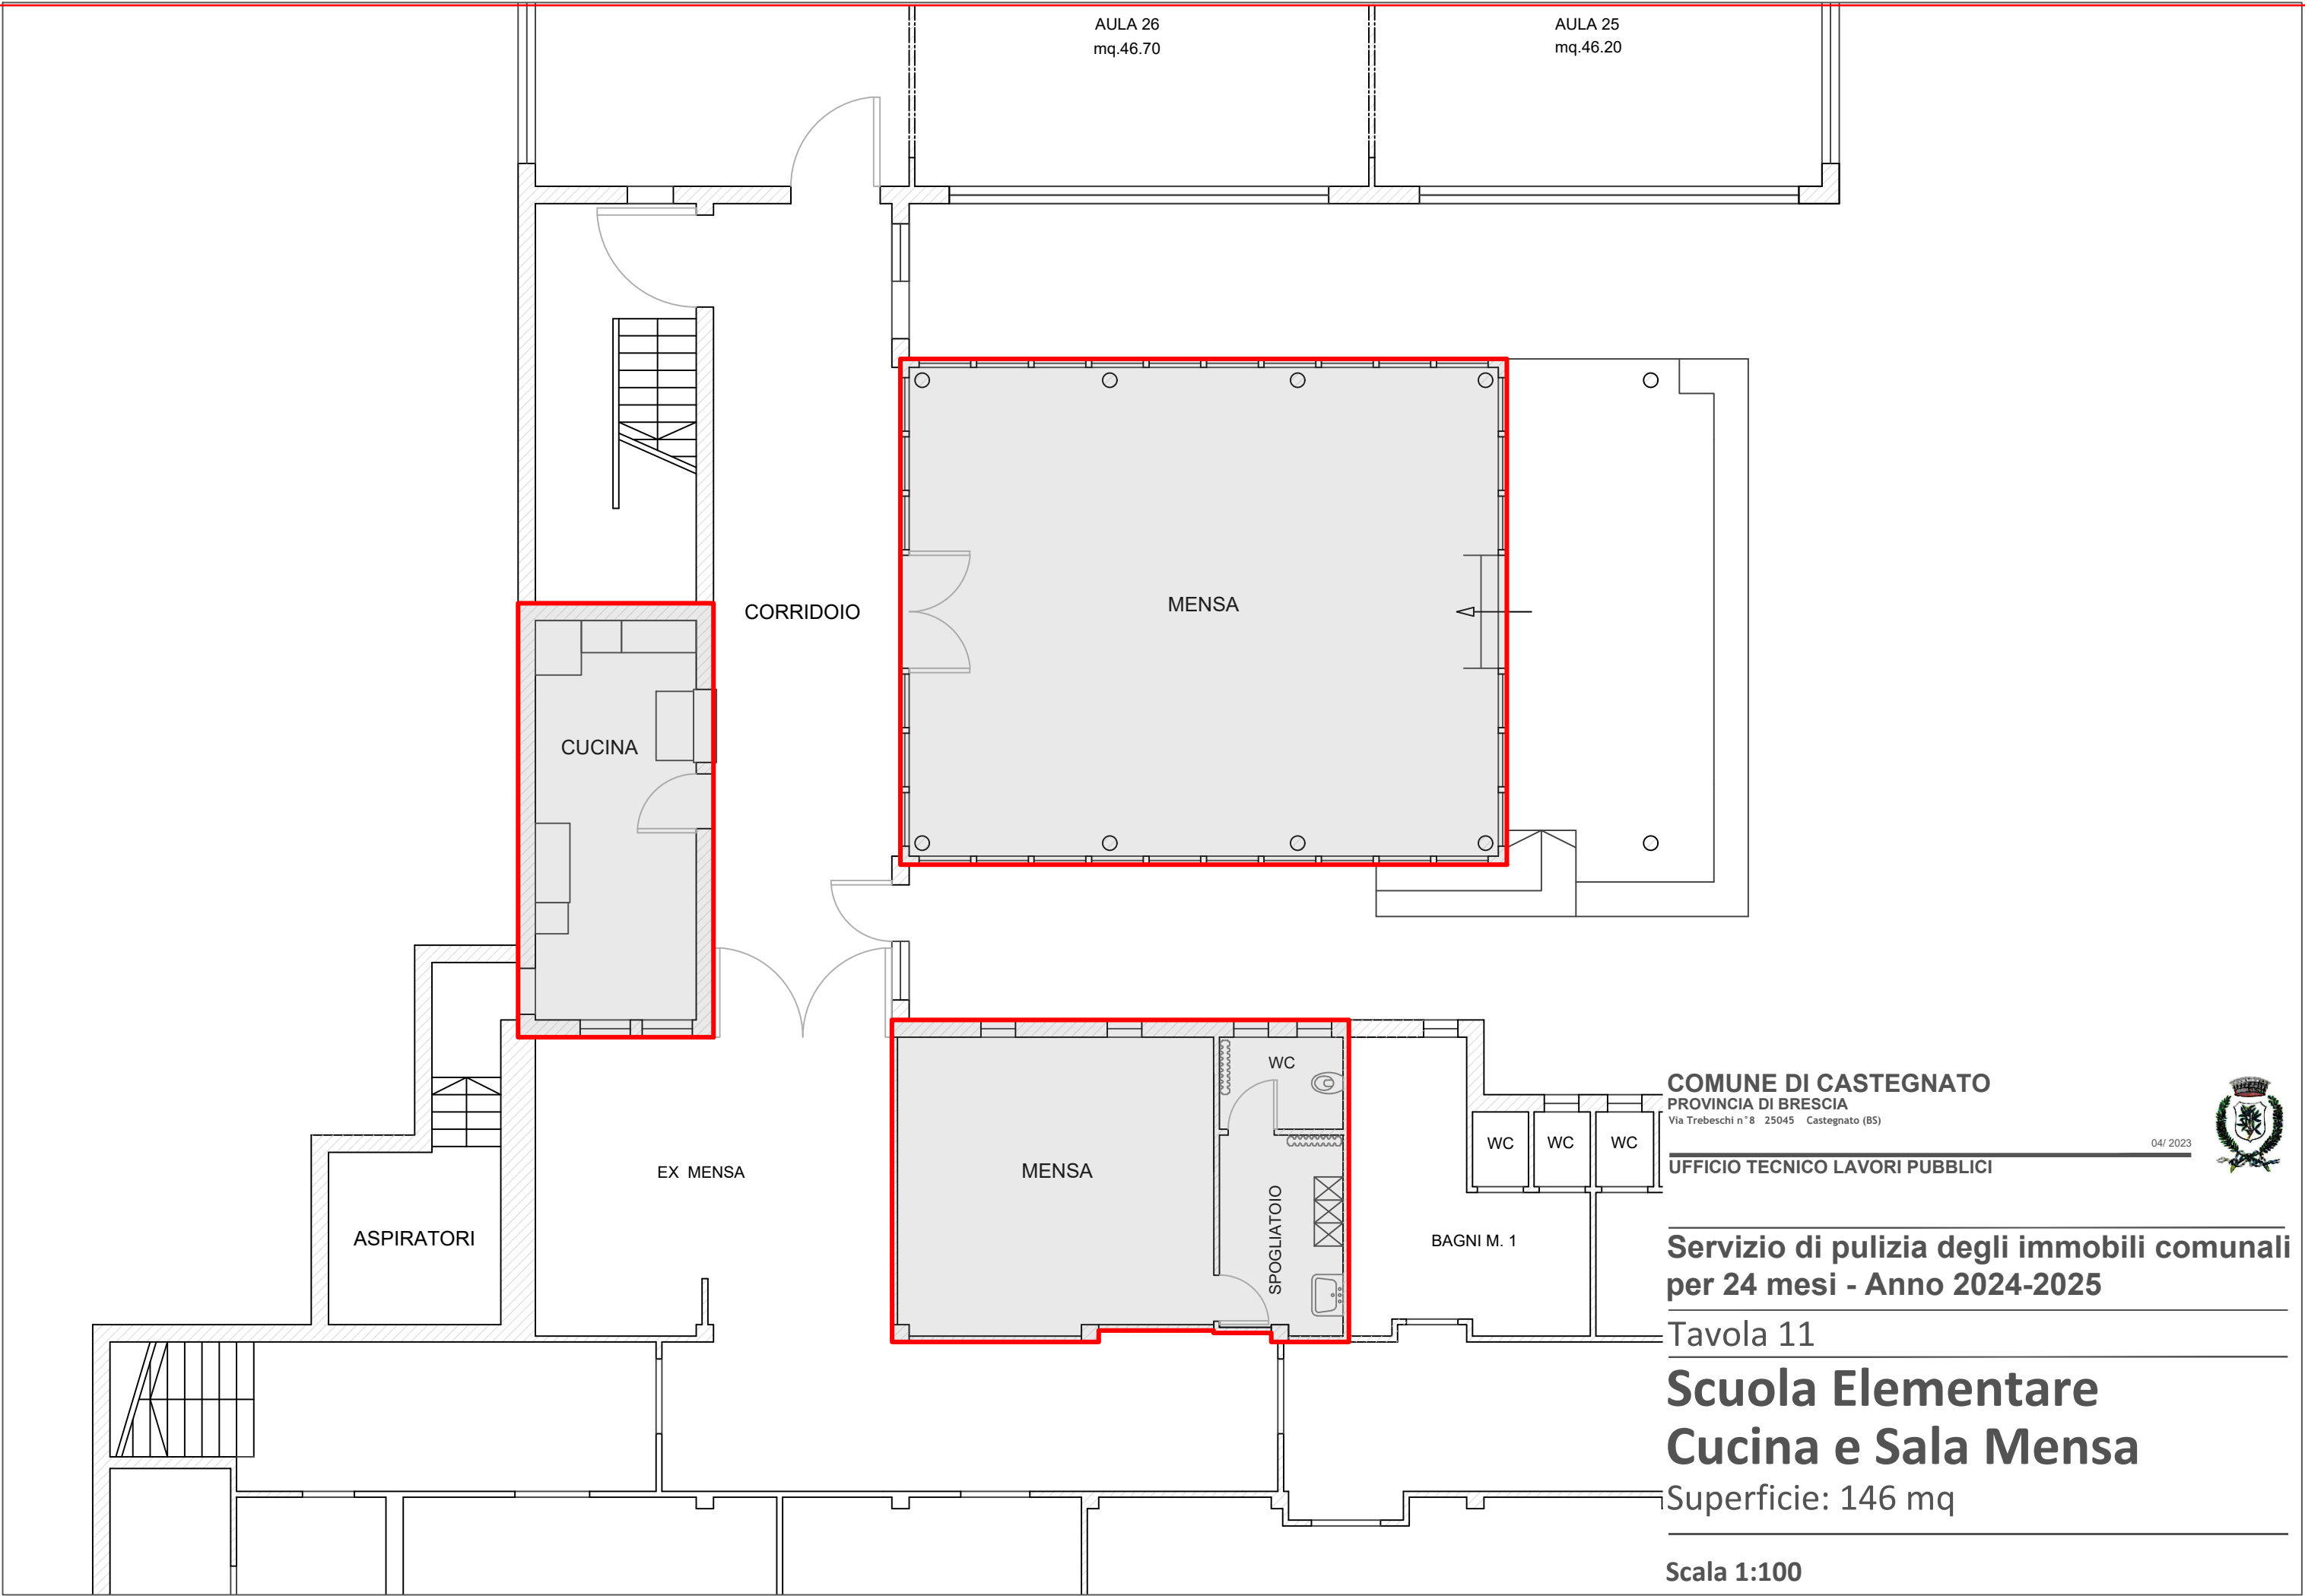 AULA 26
mq.46.70
AULA 25
mq.46.20
CORRIDOIO
MENSA
CUCINA
WC
EX  MENSA
MENSA
SPOGLIATOIO
ASPIRATORI
BAGNI M. 1
WC
WC
WC
COMUNE DI CASTEGNATO
PROVINCIA DI BRESCIA
Via Trebeschi n°8   25045   Castegnato (BS)
04/ 2023
UFFICIO TECNICO LAVORI PUBBLICI
Servizio di pulizia degli immobili comunali
per 24 mesi - Anno 2024-2025
Tavola 11
Scuola Elementare
Cucina e Sala Mensa
Superficie: 146 mq
Scala 1:100